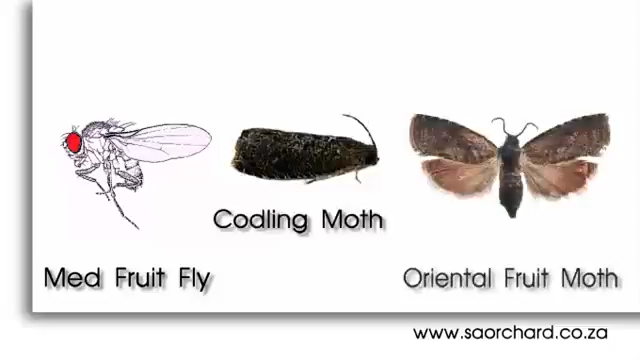 Codling Moth
Med Fruit Fly
Oriental Fruit Moth
www.saorchard.co.za